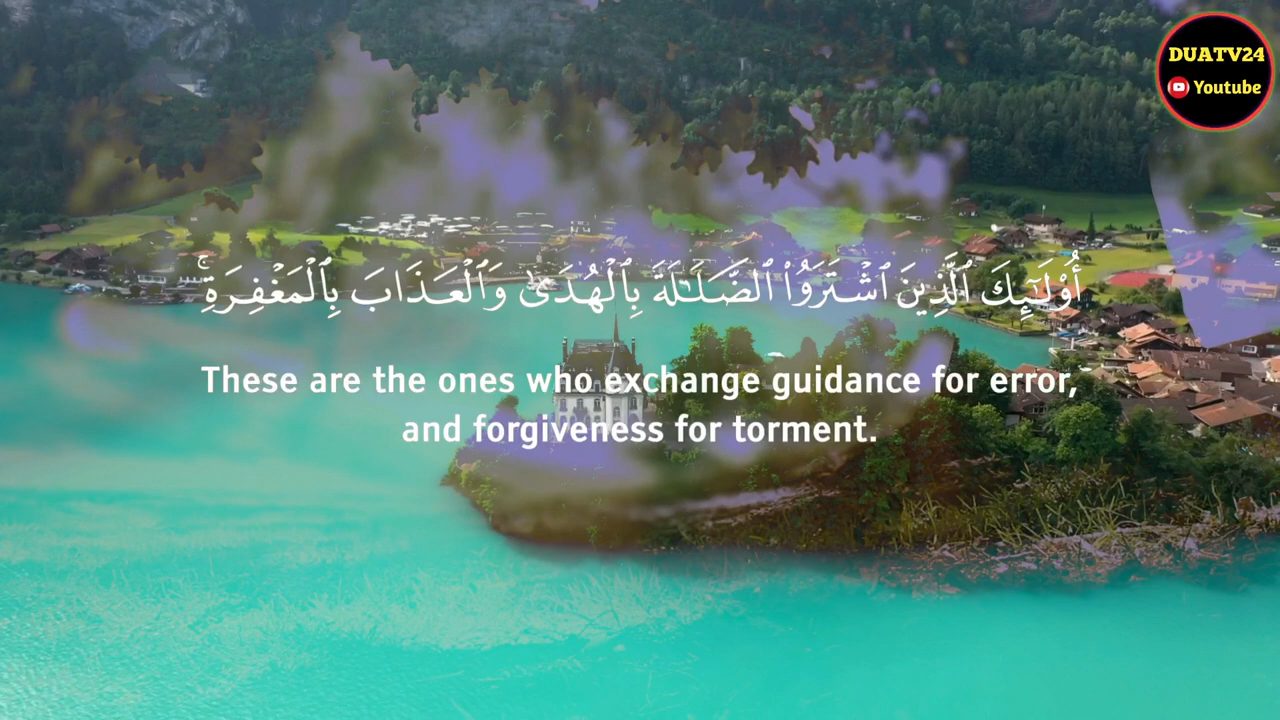 DUATV24
Youtube
أُوْلَـٰٓئِكَ ٱلَّذِينَ ٱشْتَرَوُاْ ٱلضَّلَـٰلَةَ بِٱلْهُدَىٰ وَٱلْعَذَابَ بِٱلْمَغْفِرَةِۚ
These are the ones who exchange guidance for error,
and forgiveness for torment.